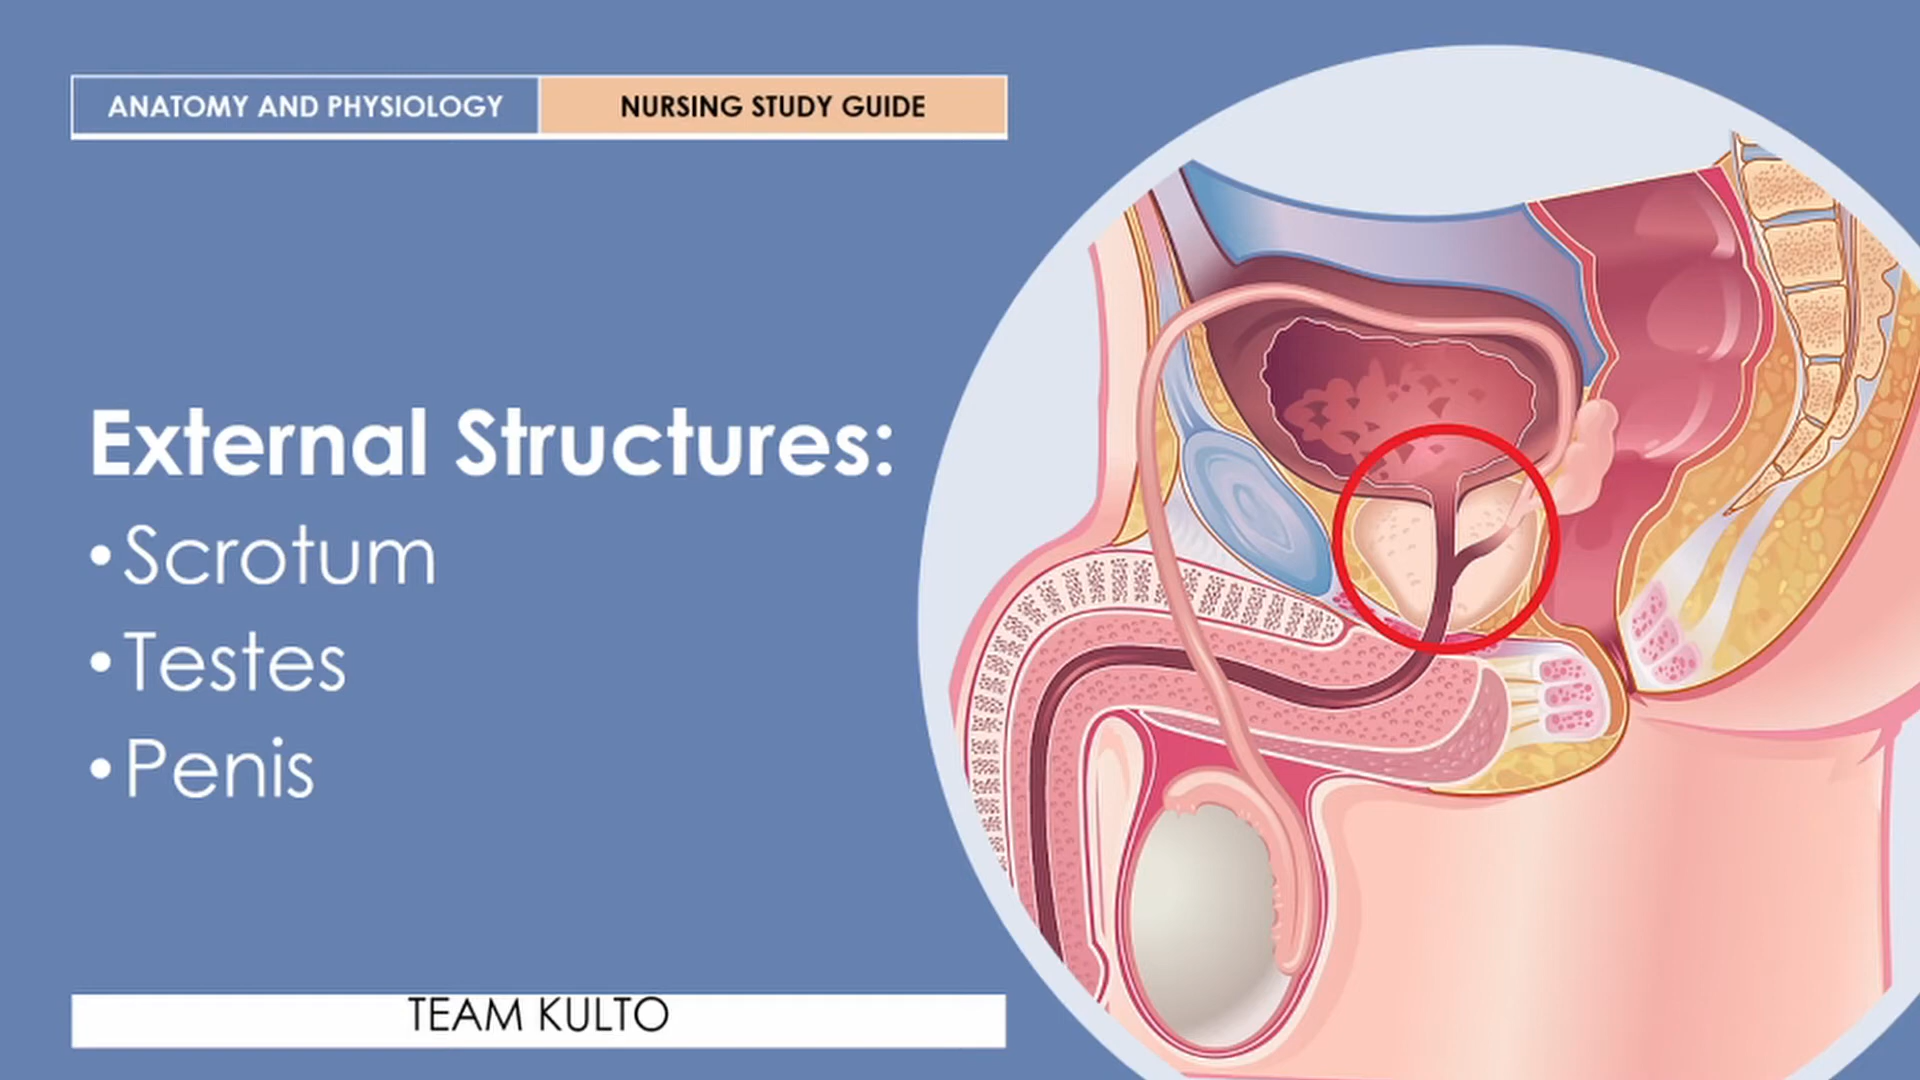 ANATOMY AND PHYSIOLOGY
NURSING STUDY GUIDE
External Structures:
•Scrotum
•Testes
•Penis
TEAM KULTO